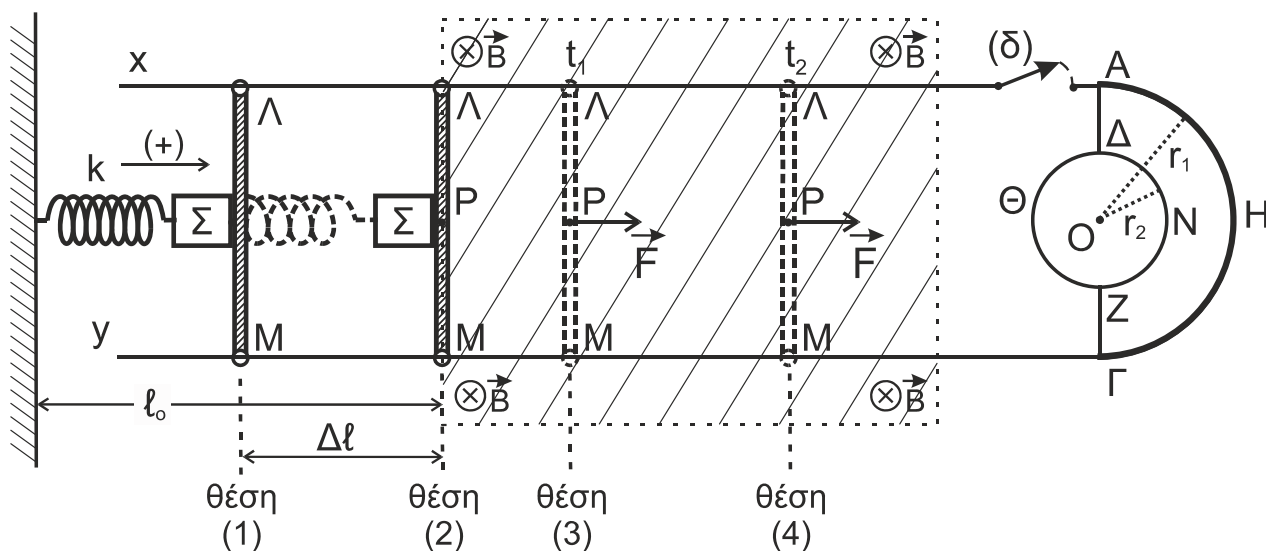 x
B
t₁
t₂
B
(δ)
A
Λ
Λ
Λ
Λ
Δ
k
(+)
r₁
Σ
Σ
P
P
P
Θ
O
r₂
N
H
F
F
y
M
M
M
M
Z
Γ
B
B
ℓₒ
Δℓ
θέση
(1)
θέση
(2)
θέση
(3)
θέση
(4)